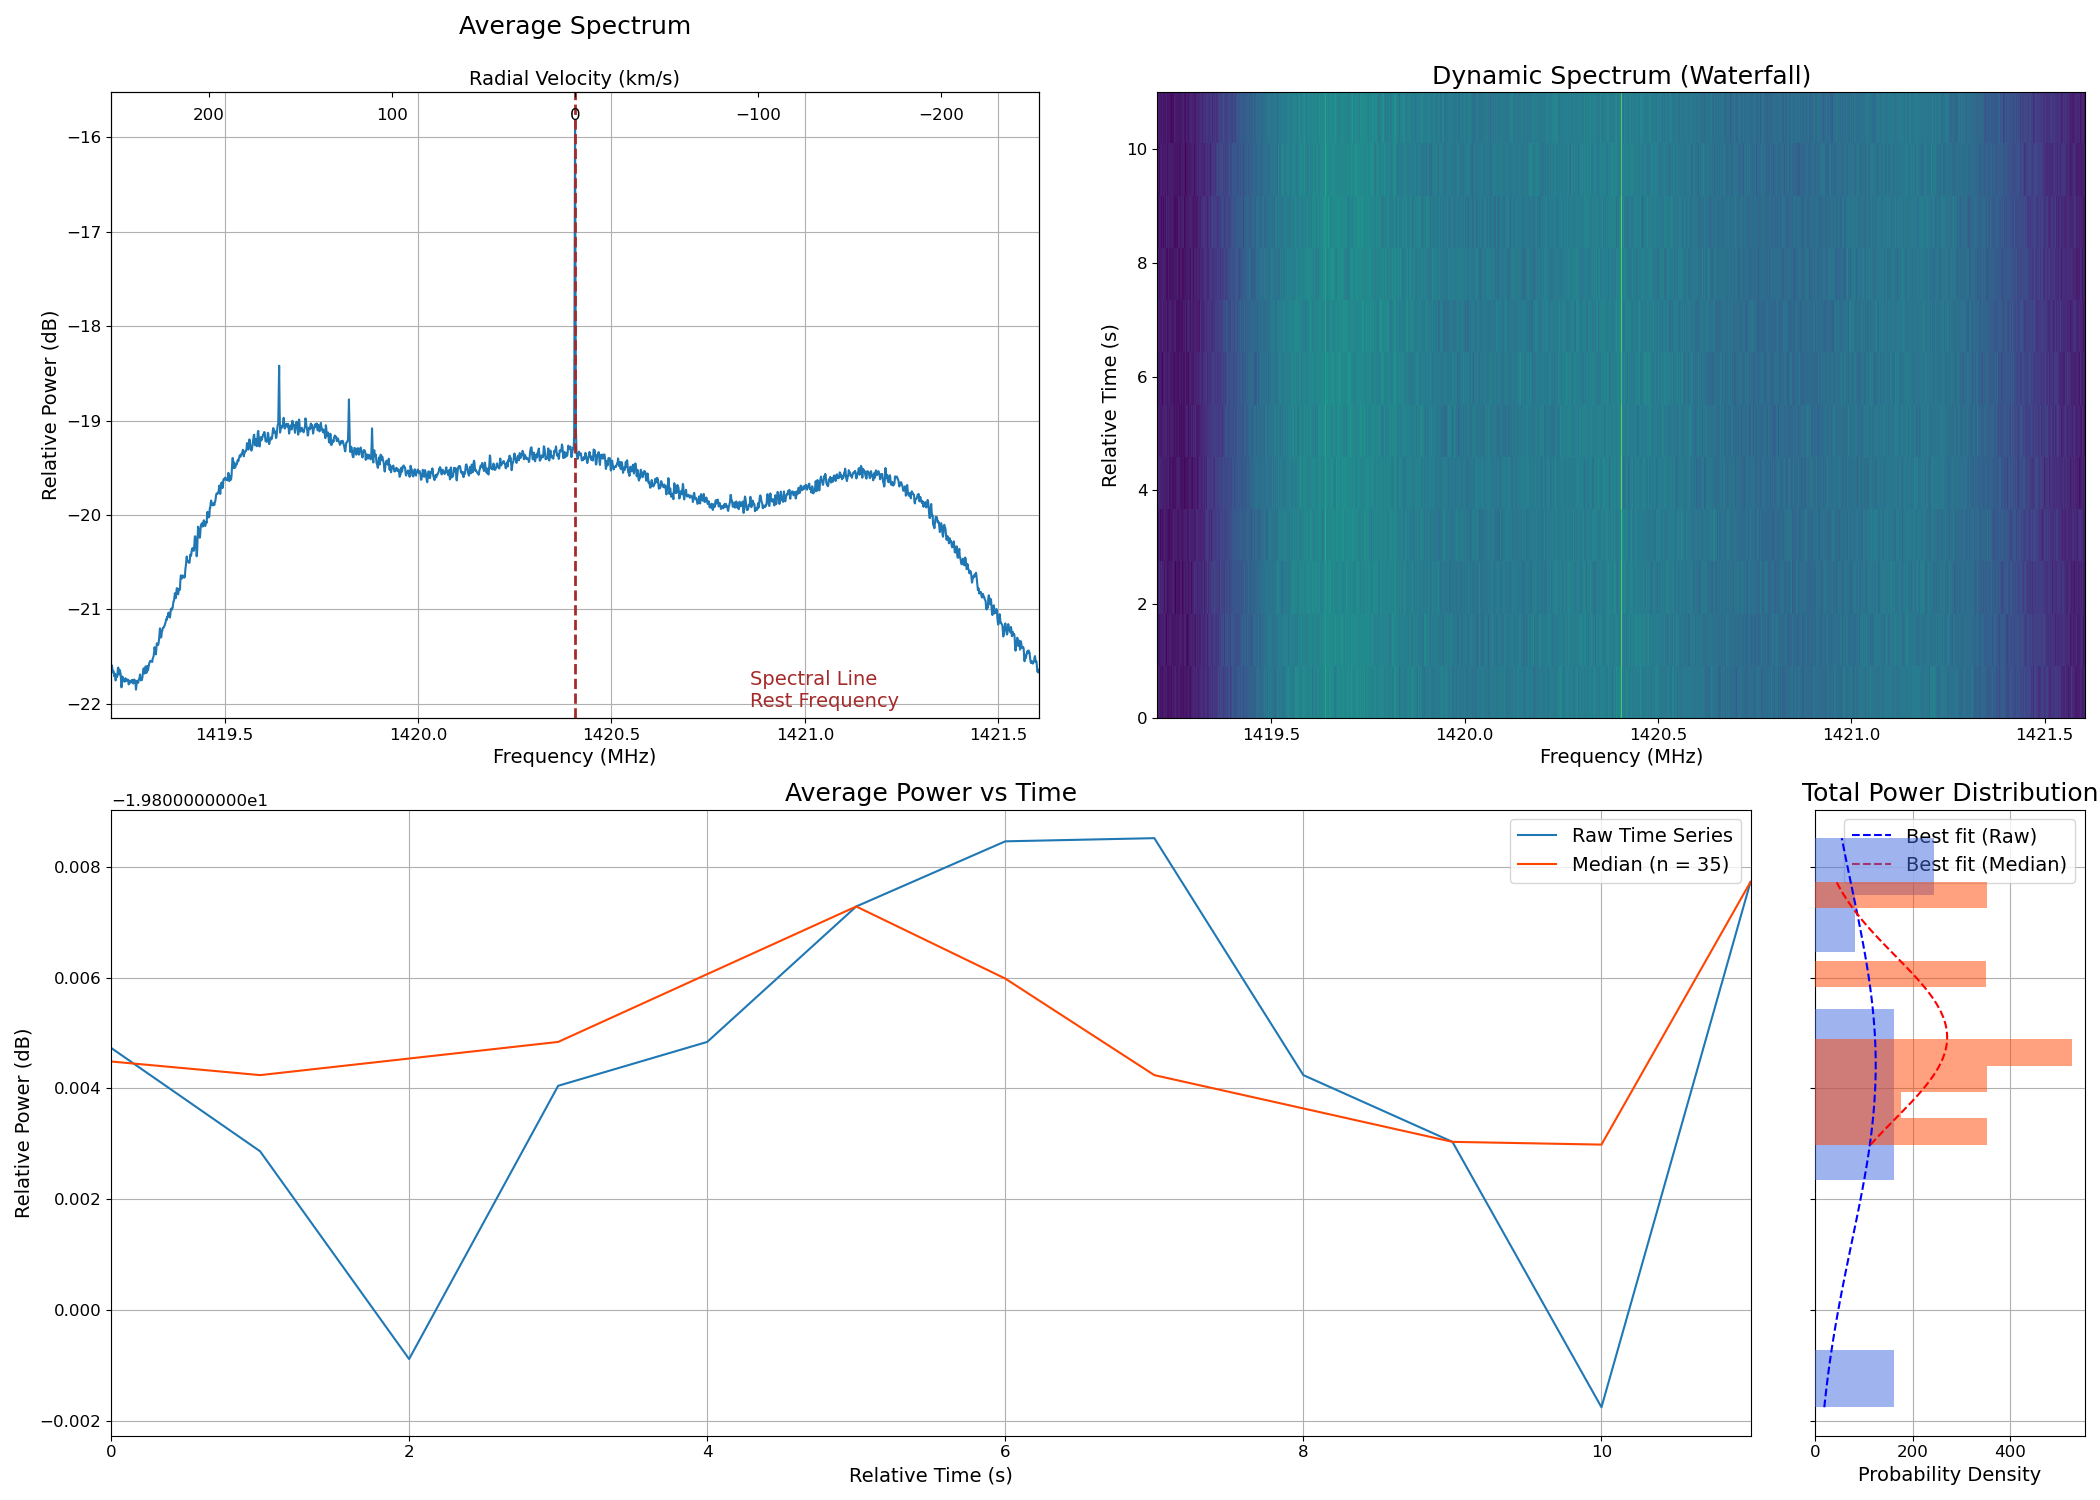 Average Spectrum
Radial Velocity (km/s)
200 100 0 −100 −200
−16
−17
−18
−19
−20
−21
−22
Relative Power (dB)
Spectral Line
Rest Frequency
1419.5 1420.0 1420.5 1421.0 1421.5
Frequency (MHz)
Dynamic Spectrum (Waterfall)
10
8
6
4
2
0
Relative Time (s)
1419.5 1420.0 1420.5 1421.0 1421.5
Frequency (MHz)
Average Power vs Time
−1.9800000000e1
Raw Time Series
Median (n = 35)
0.008
0.006
0.004
0.002
0.000
−0.002
Relative Power (dB)
0 2 4 6 8 10
Relative Time (s)
Total Power Distribution
Best fit (Raw)
Best fit (Median)
0 200 400
Probability Density